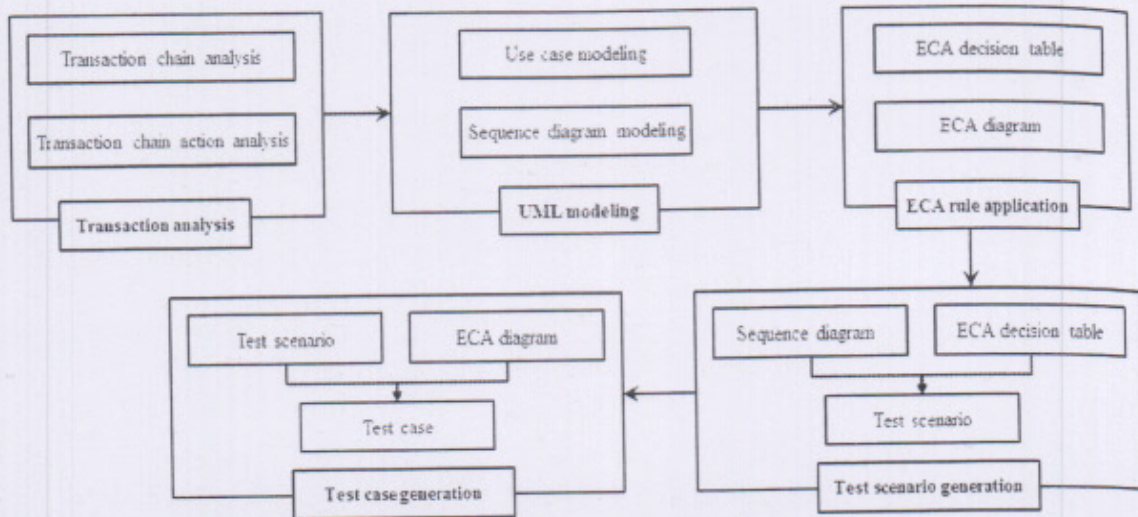 Transaction chain analysis
Transaction chain action analysis
Transaction analysis
Use case modeling
Sequence diagram modeling
UML modeling
ECA decision table
ECA diagram
ECA rule application
Sequence diagram
ECA decision table
Test scenario
Test scenario generation
Test scenario
ECA diagram
Test case
Test case generation